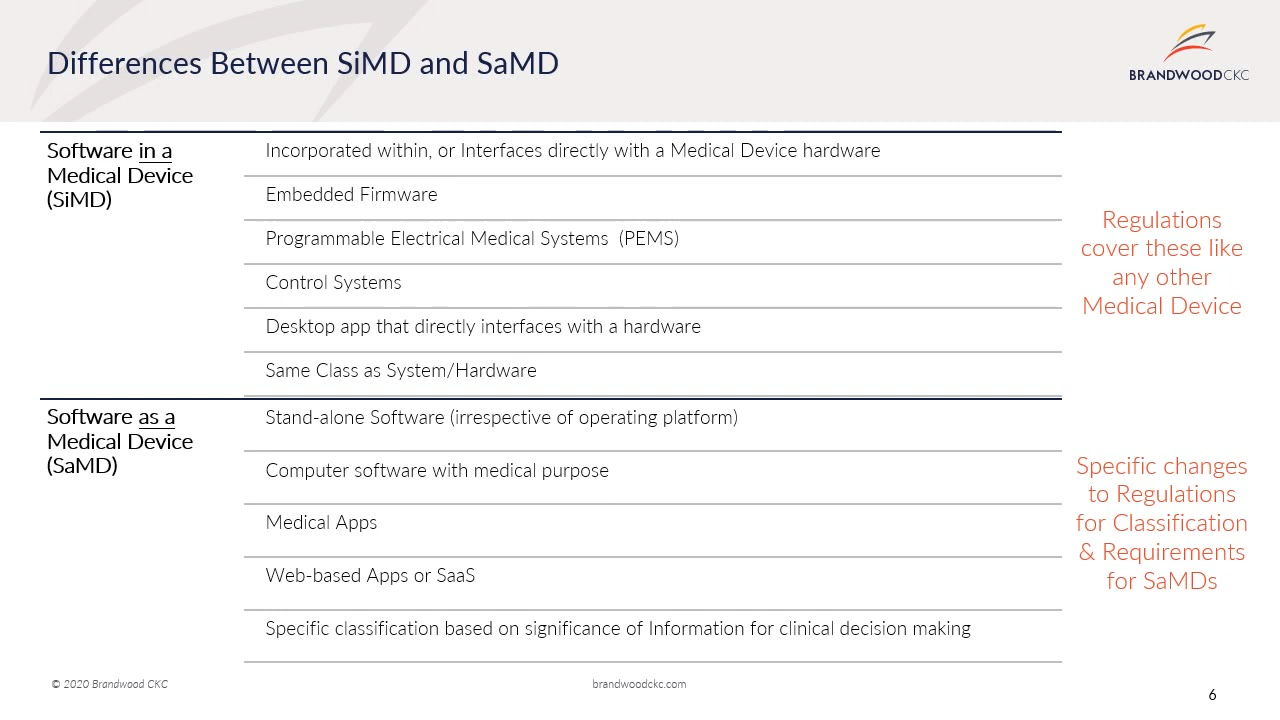 Differences Between SiMD and SaMD
BRANDWOODCKC
Software in a
Medical Device
(SiMD)
Incorporated within, or Interfaces directly with a Medical Device hardware
Embedded Firmware
Programmable Electrical Medical Systems  (PEMS)
Control Systems
Desktop app that directly interfaces with a hardware
Same Class as System/Hardware
Regulations
cover these like
any other
Medical Device
Software as a
Medical Device
(SaMD)
Stand-alone Software (irrespective of operating platform)
Computer software with medical purpose
Medical Apps
Web-based Apps or SaaS
Specific classification based on significance of Information for clinical decision making
Specific changes
to Regulations
for Classification
& Requirements
for SaMDs
© 2020 Brandwood CKC
brandwoodckc.com
6